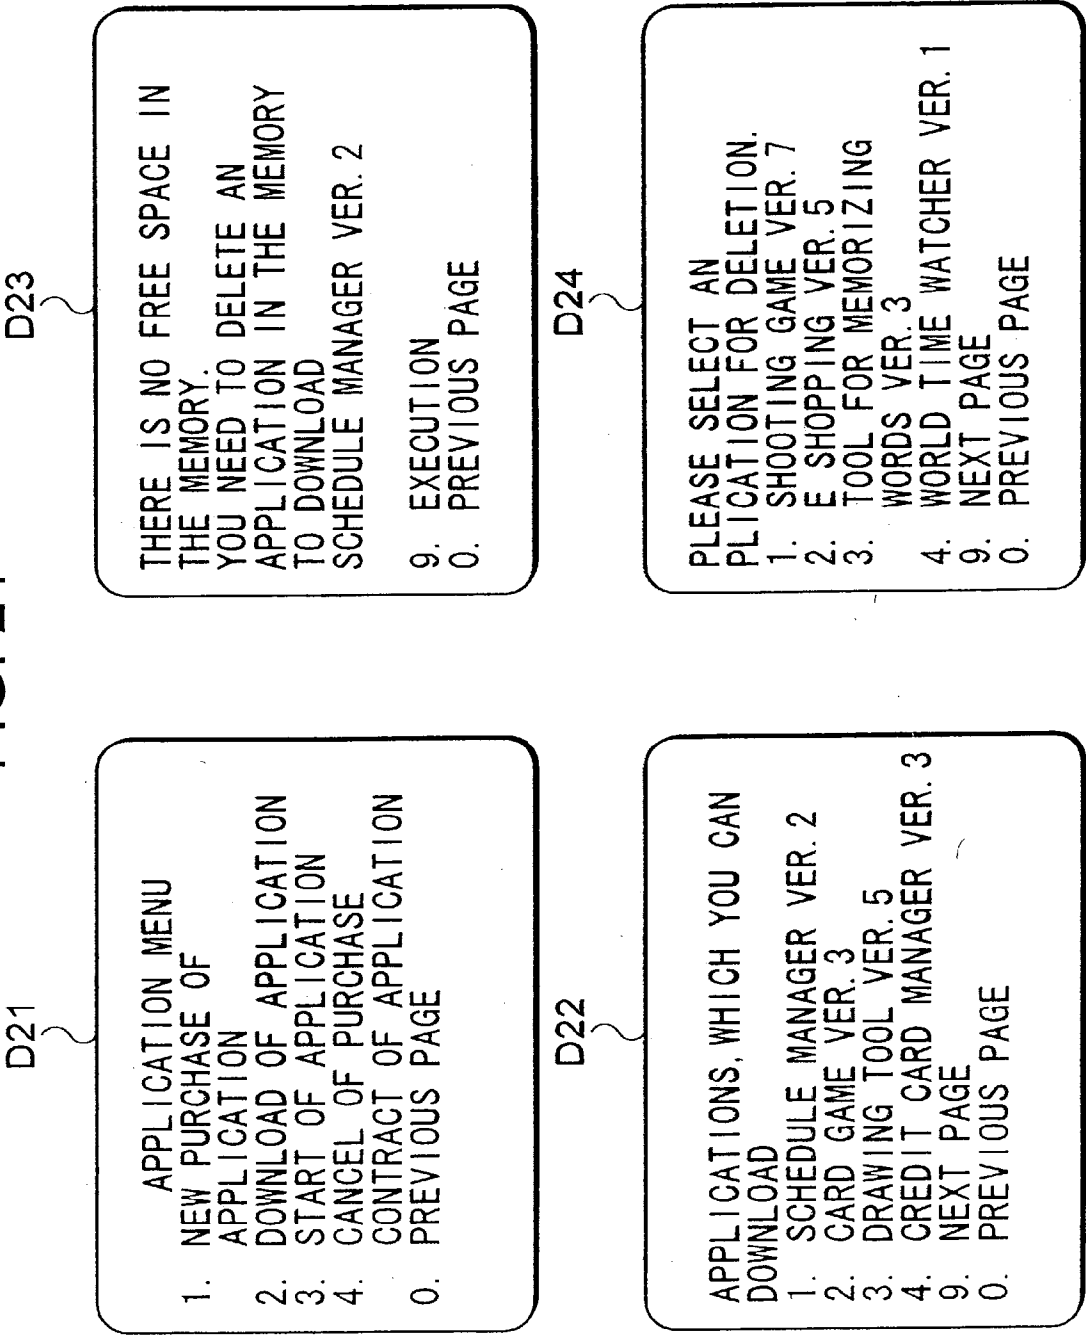 D21
APPLICATION MENU
1. NEW PURCHASE OF
APPLICATION
2. DOWNLOAD OF APPLICATION
3. START OF APPLICATION
4. CANCEL OF PURCHASE
CONTRACT OF APPLICATION
0. PREVIOUS PAGE
D22
APPLICATIONS, WHICH YOU CAN
DOWNLOAD
1. SCHEDULE MANAGER VER. 2
2. CARD GAME VER. 3
3. DRAWING TOOL VER. 5
4. CREDIT CARD MANAGER VER. 3
9. NEXT PAGE
0. PREVIOUS PAGE
D23
THERE IS NO FREE SPACE IN
THE MEMORY.
YOU NEED TO DELETE AN
APPLICATION IN THE MEMORY
TO DOWNLOAD
SCHEDULE MANAGER VER. 2
9. EXECUTION
0. PREVIOUS PAGE
D24
PLEASE SELECT AN
PLICATION FOR DELETION.
1. SHOOTING GAME VER. 7
2. E SHOPPING VER. 5
3. TOOL FOR MEMORIZING
WORDS VER. 3
4. WORLD TIME WATCHER VER. 1
9. NEXT PAGE
0. PREVIOUS PAGE